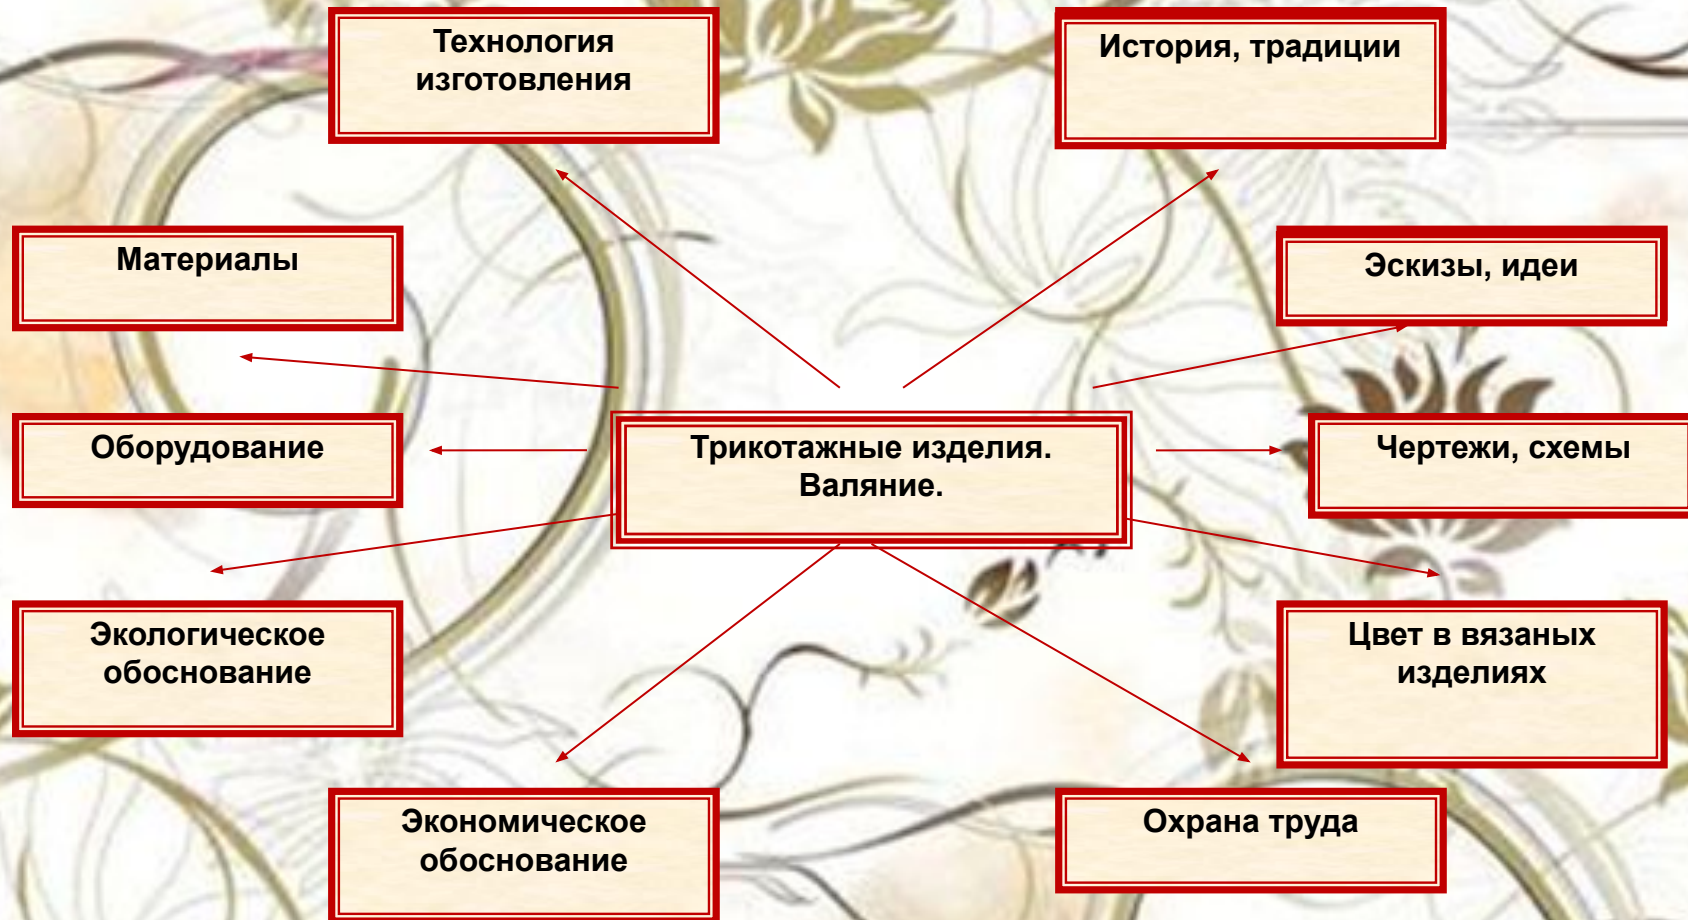 Технология
изготовления
История, традиции
Материалы
Эскизы, идеи
Оборудование
Трикотажные изделия.
Валяние.
Чертежи, схемы
Экологическое
обоснование
Цвет в вязаных
изделиях
Экономическое
обоснование
Охрана труда